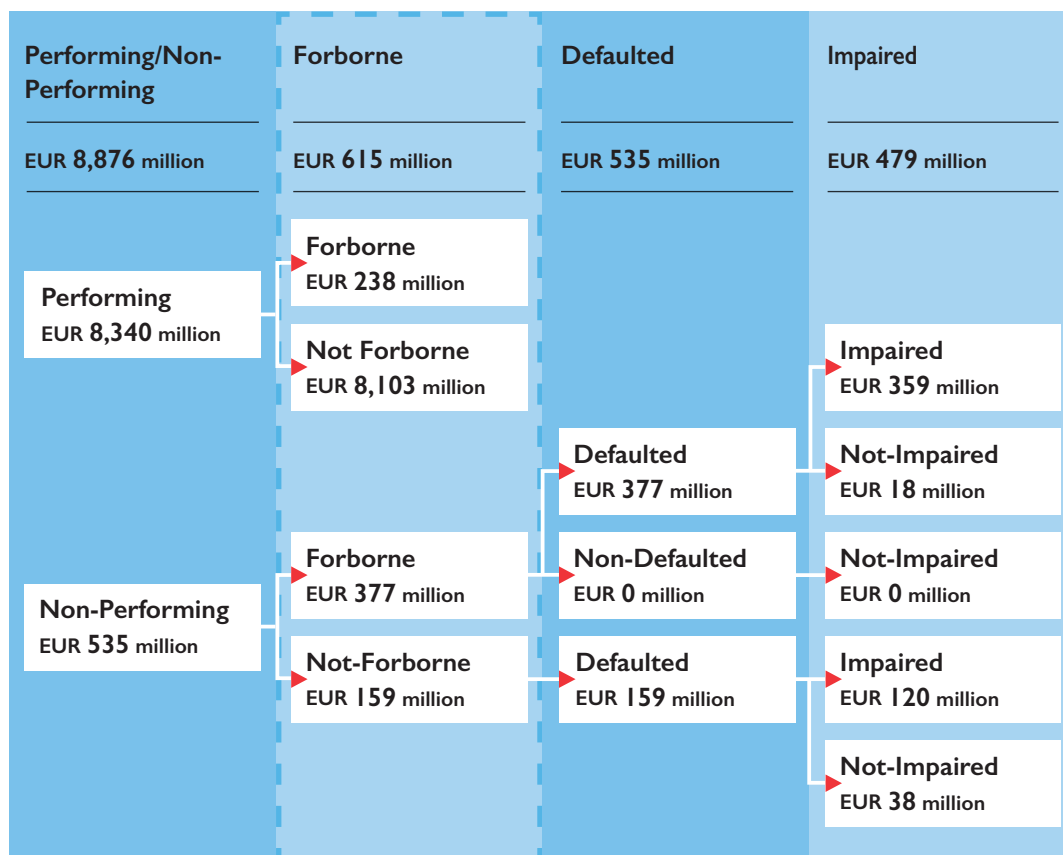 Performing/Non-
Performing
EUR 8,876 million
Forborne
EUR 615 million
Defaulted
EUR 535 million
Impaired
EUR 479 million
Performing
EUR 8,340 million
Non-Performing
EUR 535 million
Forborne
EUR 238 million
Not Forborne
EUR 8,103 million
Forborne
EUR 377 million
Not-Forborne
EUR 159 million
Defaulted
EUR 377 million
Non-Defaulted
EUR 0 million
Defaulted
EUR 159 million
Impaired
EUR 359 million
Not-Impaired
EUR 18 million
Not-Impaired
EUR 0 million
Impaired
EUR 120 million
Not-Impaired
EUR 38 million